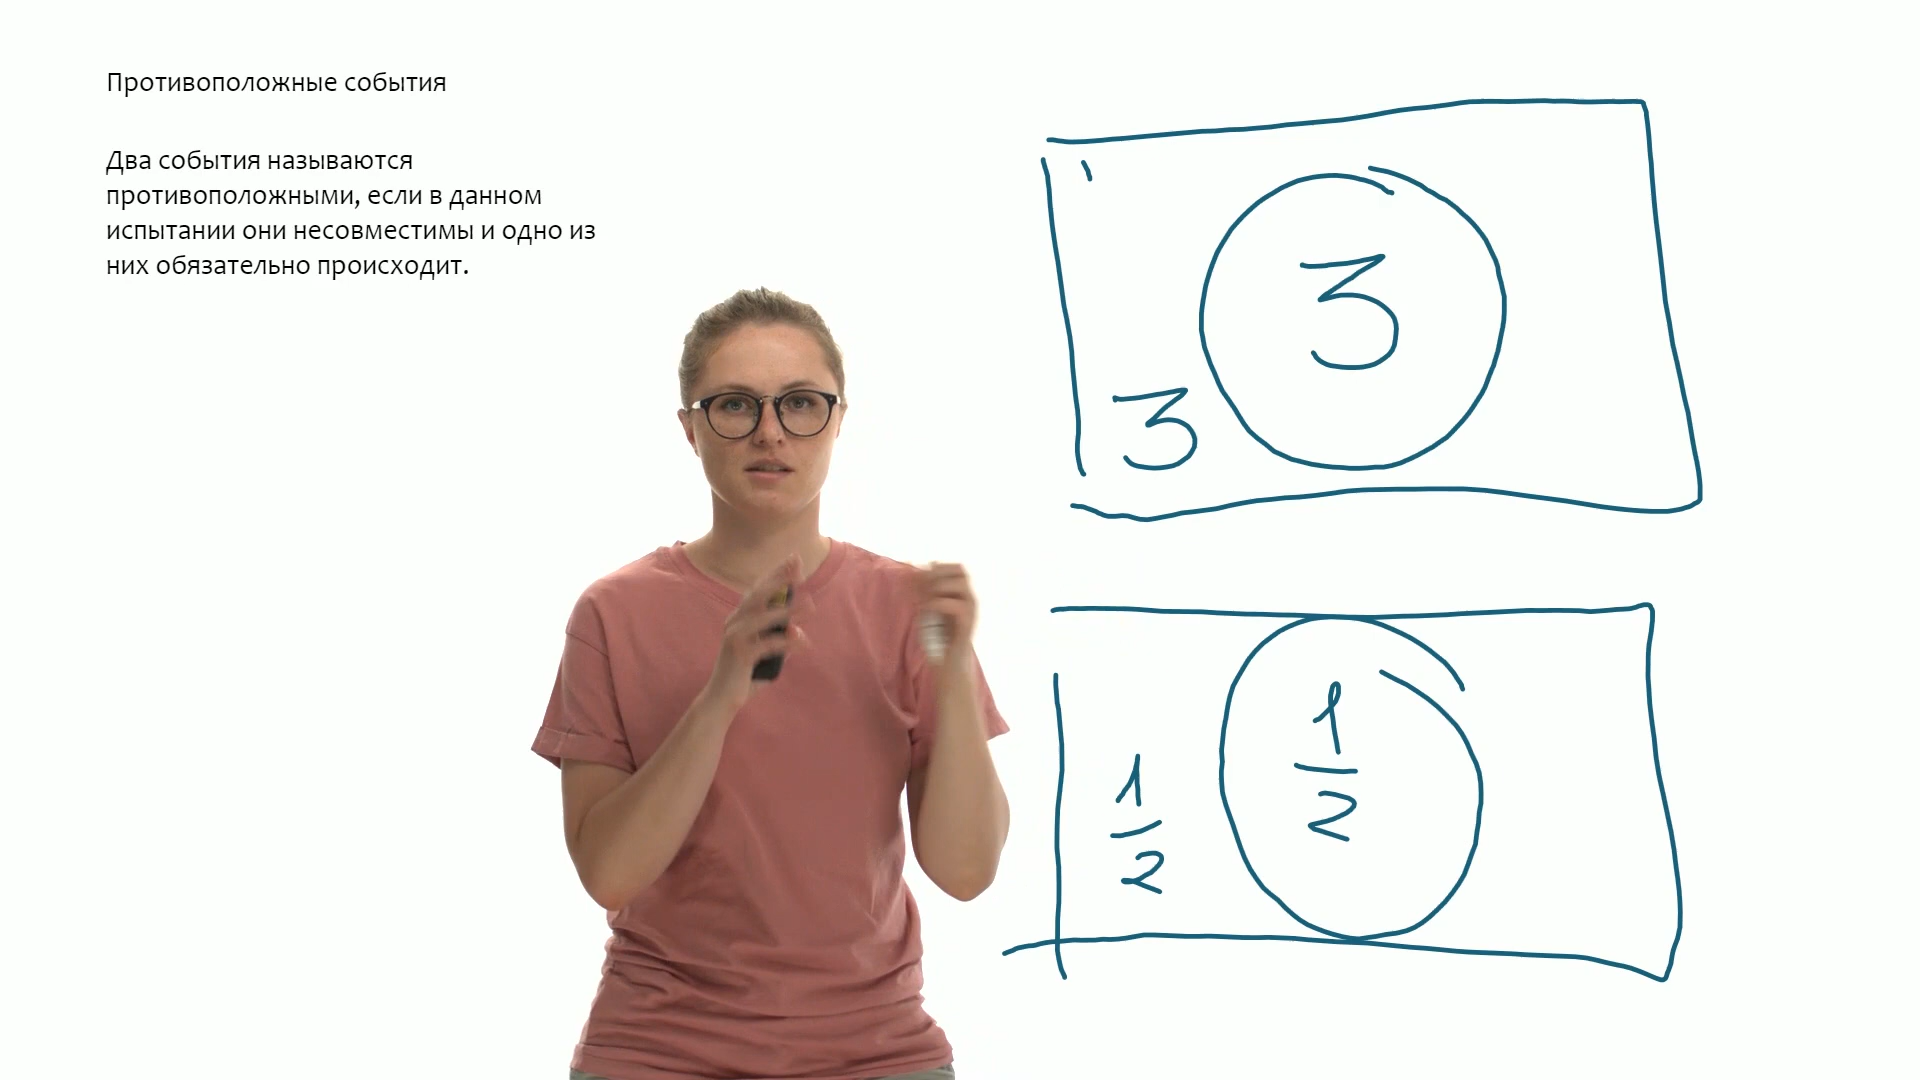 Противоположные события
Два события называются
противоположными, если в данном
испытании они несовместимы и одно из
них обязательно происходит.
3
3
1
2
1
2